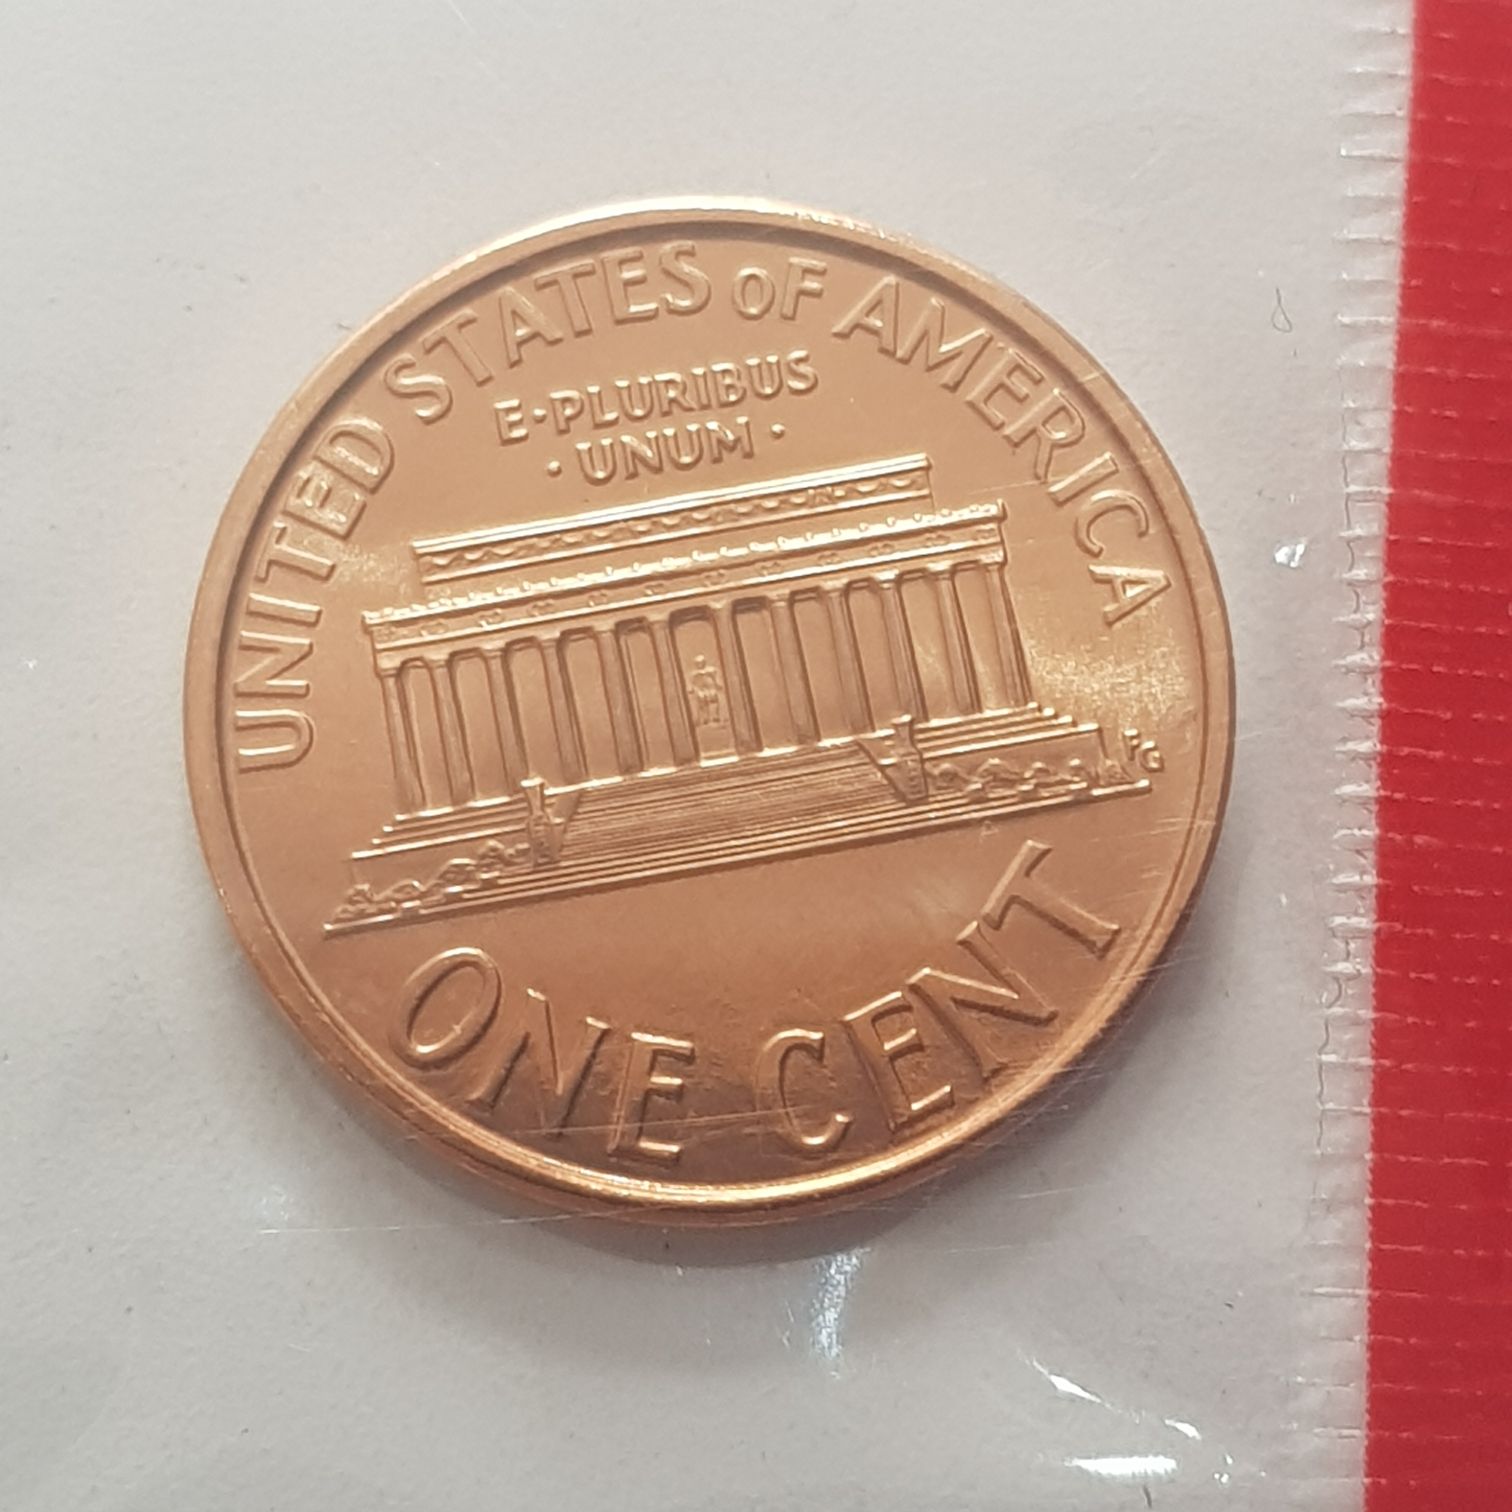 UNITED STATES OF AMERICA
E·PLURIBUS
·UNUM·
FG
ONE CENT